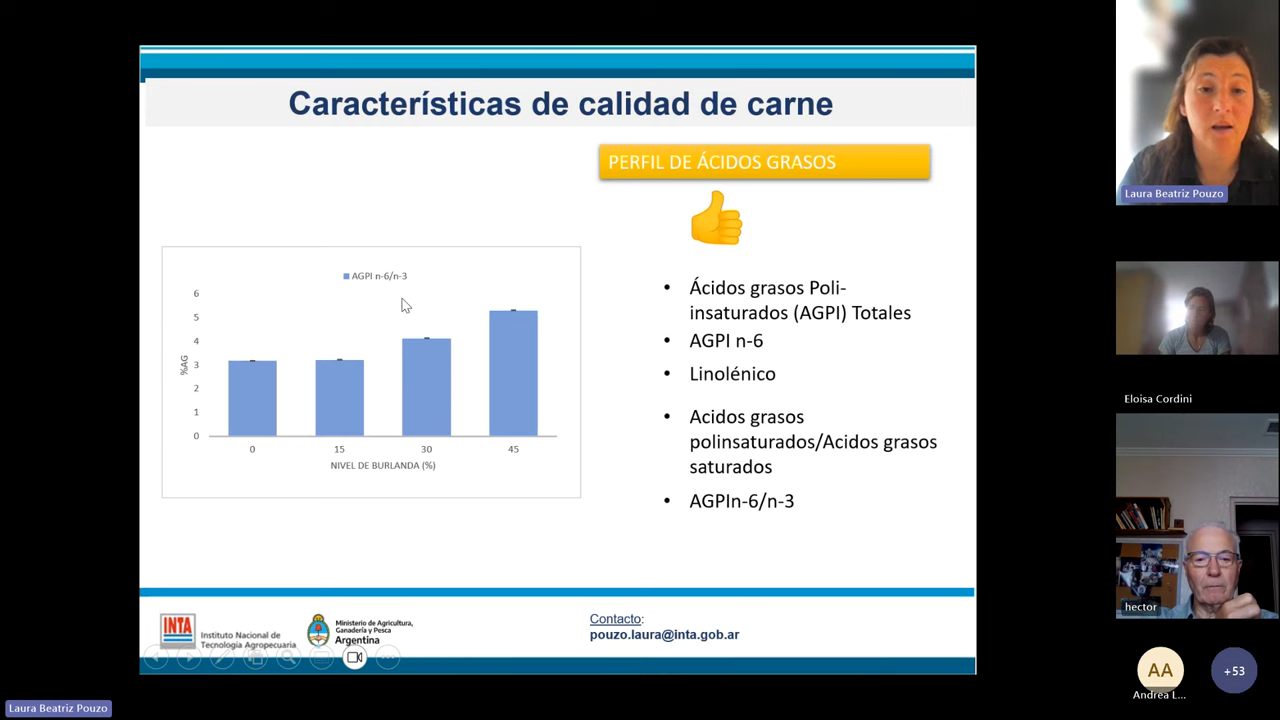 Características de calidad de carne
PERFIL DE ÁCIDOS GRASOS
AGPI n-6/n-3
6
5
4
3
2
1
0
%AG
0 15 30 45
NIVEL DE BURLANDA (%)
• Ácidos grasos Poli-
insaturados (AGPI) Totales
• AGPI n-6
• Linolénico
• Acidos grasos
polinsaturados/Acidos grasos
saturados
• AGPIn-6/n-3
INTA
Instituto Nacional de
Tecnología Agropecuaria
Ministerio de Agricultura,
Ganadería y Pesca
Argentina
Contacto:
pouzo.laura@inta.gob.ar
Laura Beatriz Pouzo
Eloisa Cordini
hector
AA
Andrea L...
+53
Laura Beatriz Pouzo